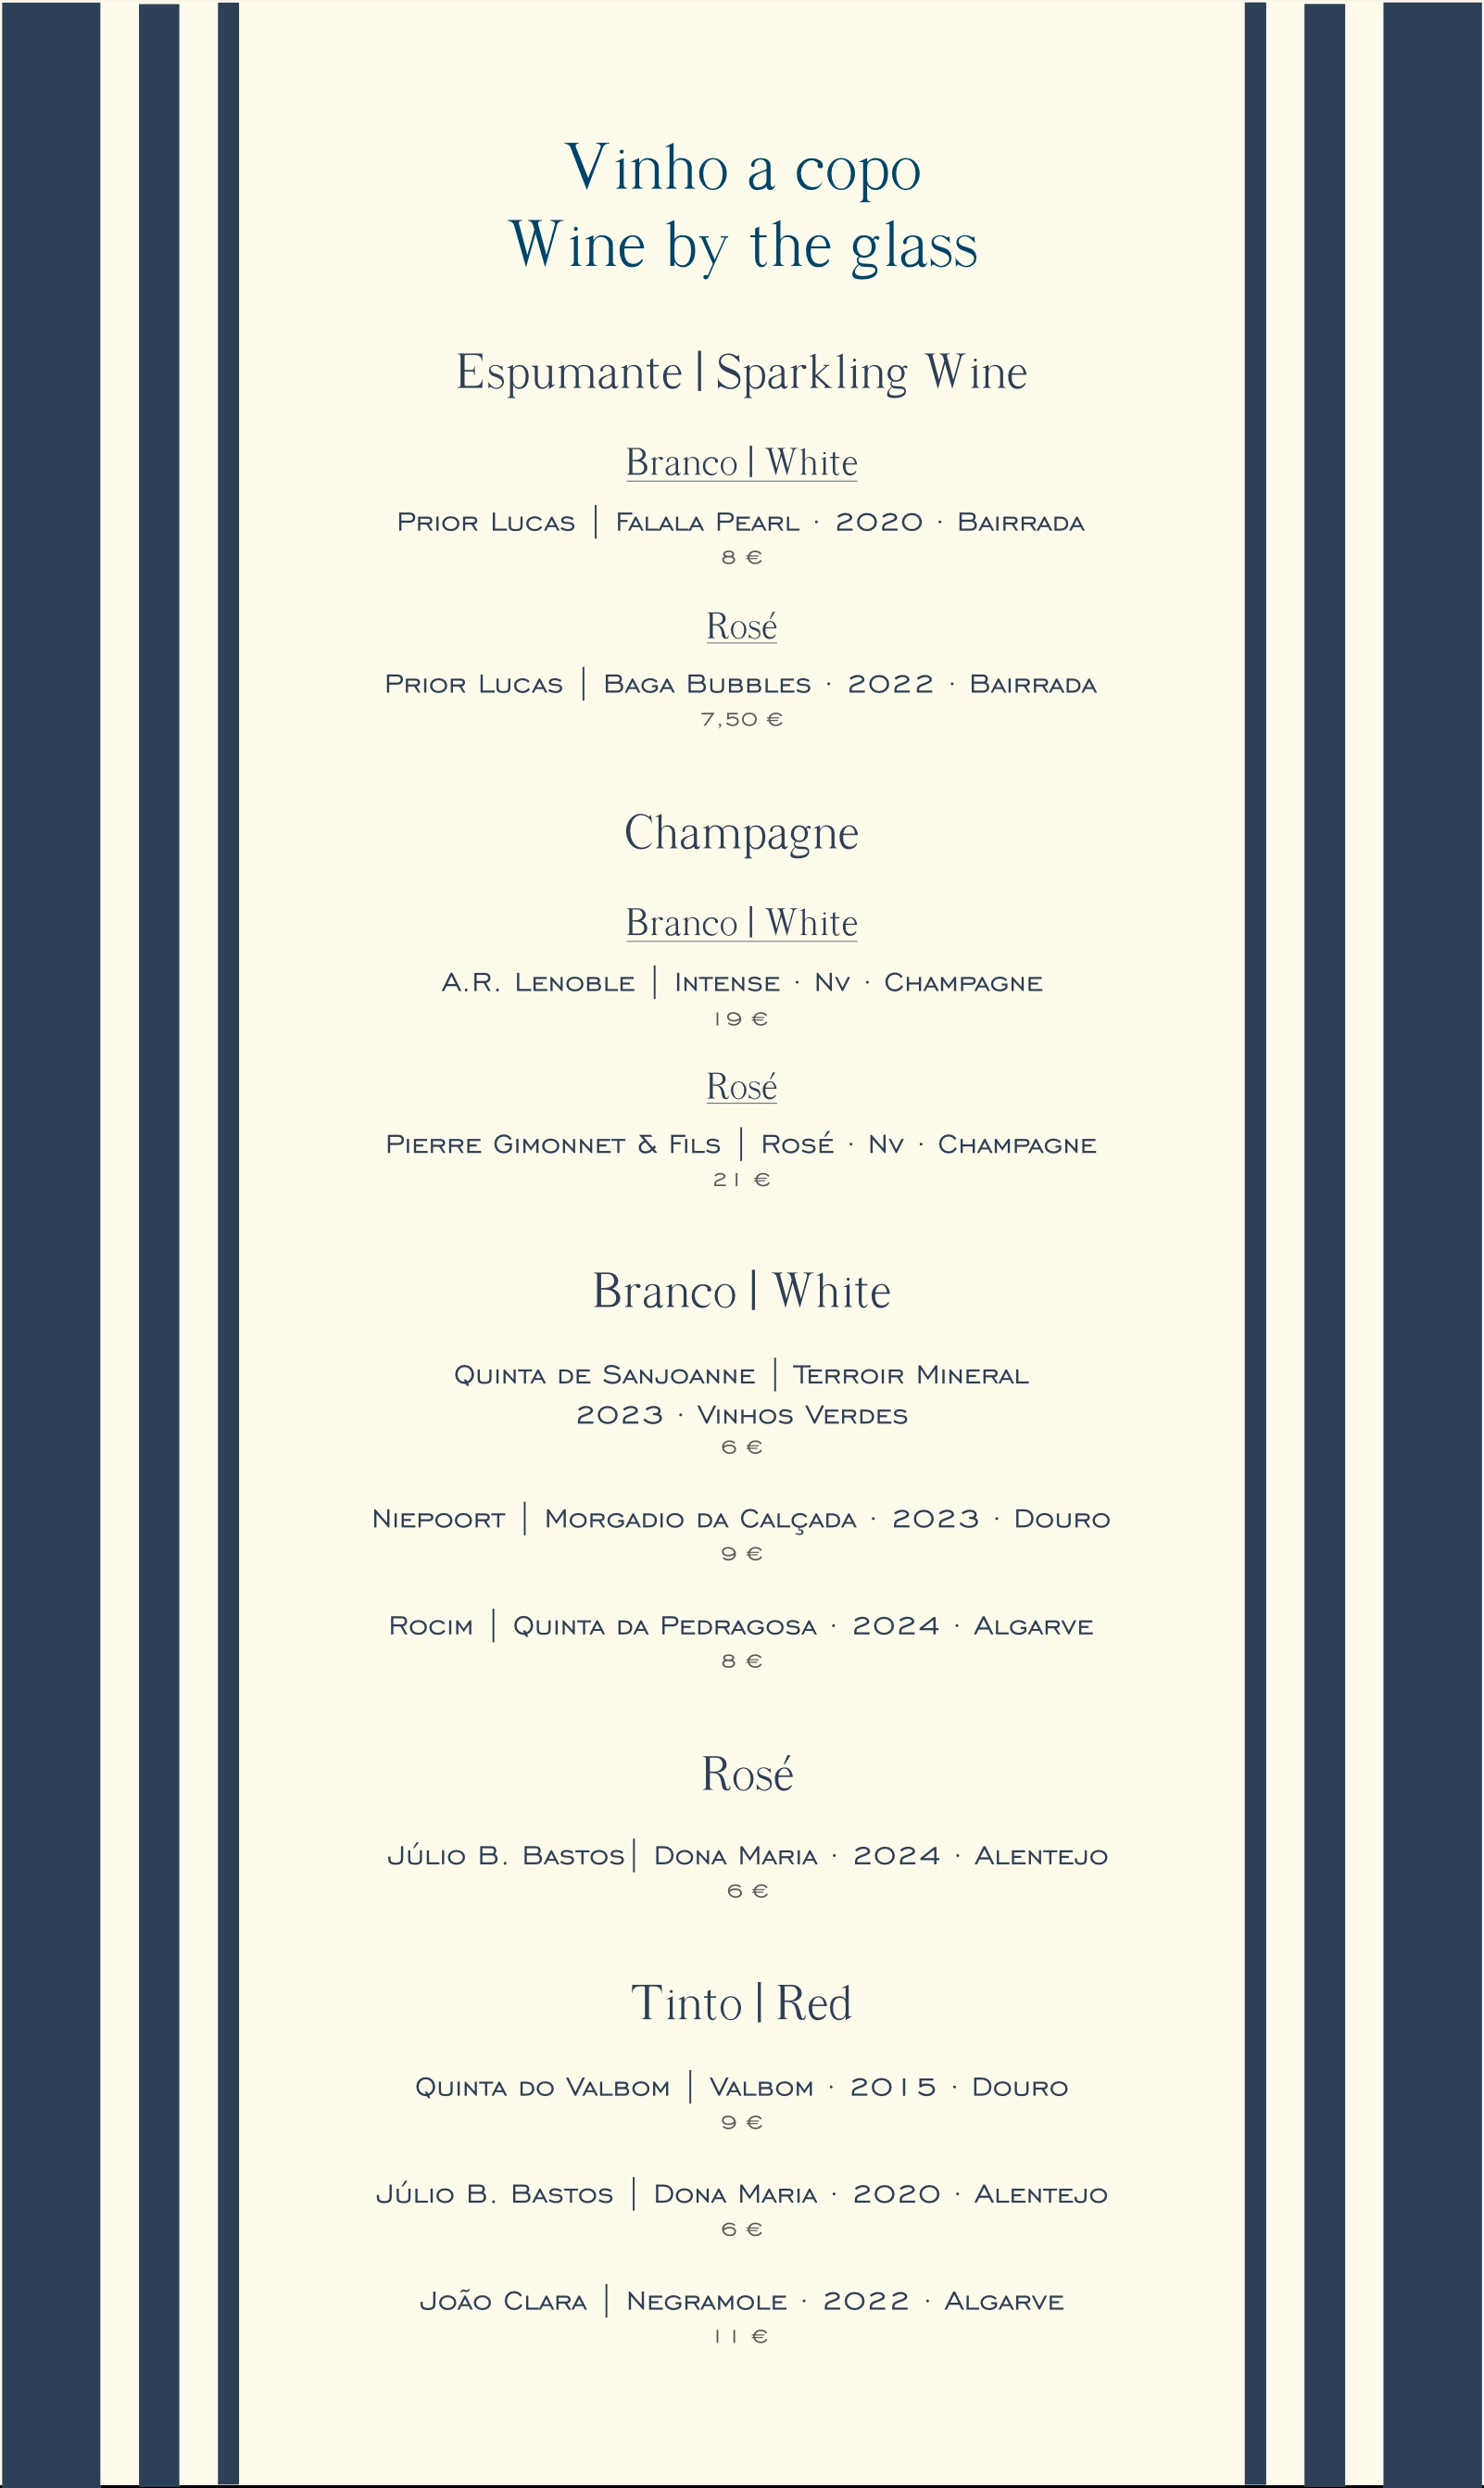 Vinho a copo
Wine by the glass
Espumante | Sparkling Wine
Branco | White
Prior Lucas | Falala Pearl · 2020 · Bairrada
8 €
Rosé
Prior Lucas | Baga Bubbles · 2022 · Bairrada
7,50 €
Champagne
Branco | White
A.R. Lenoble | Intense · Nv · Champagne
19 €
Rosé
Pierre Gimonnet & Fils | Rosé · Nv · Champagne
21 €
Branco | White
Quinta de Sanjoanne | Terroir Mineral
2023 · Vinhos Verdes
6 €
Niepoort | Morgadio da Calçada · 2023 · Douro
9 €
Rocim | Quinta da Pedragosa · 2024 · Algarve
8 €
Rosé
Júlio B. Bastos| Dona Maria · 2024 · Alentejo
6 €
Tinto | Red
Quinta do Valbom | Valbom · 2015 · Douro
9 €
Júlio B. Bastos | Dona Maria · 2020 · Alentejo
6 €
João Clara | Negramole · 2022 · Algarve
11 €